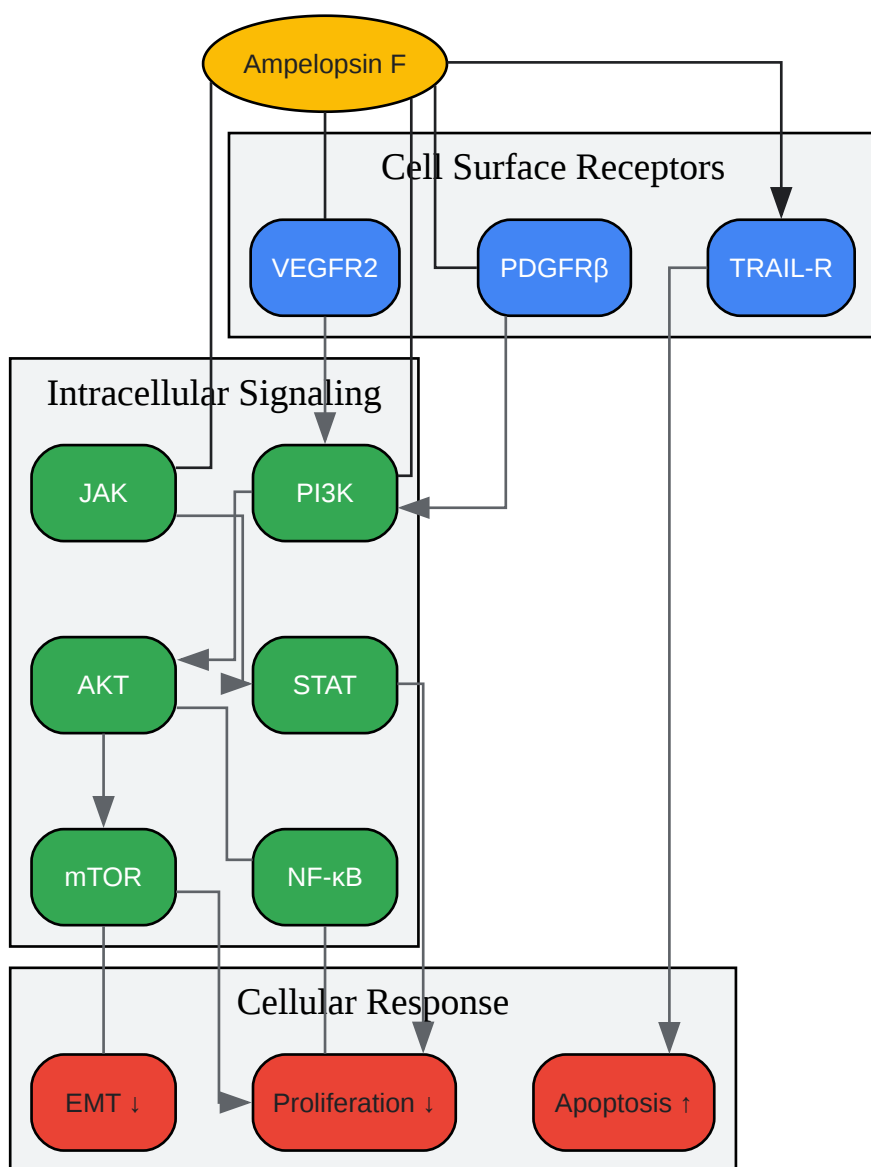 Ampelopsin F
Cell Surface Receptors
VEGFR2
PDGFRβ
TRAIL-R
Intracellular Signaling
JAK
PI3K
AKT
STAT
mTOR
NF-κB
Cellular Response
EMT ↓
Proliferation ↓
Apoptosis ↑